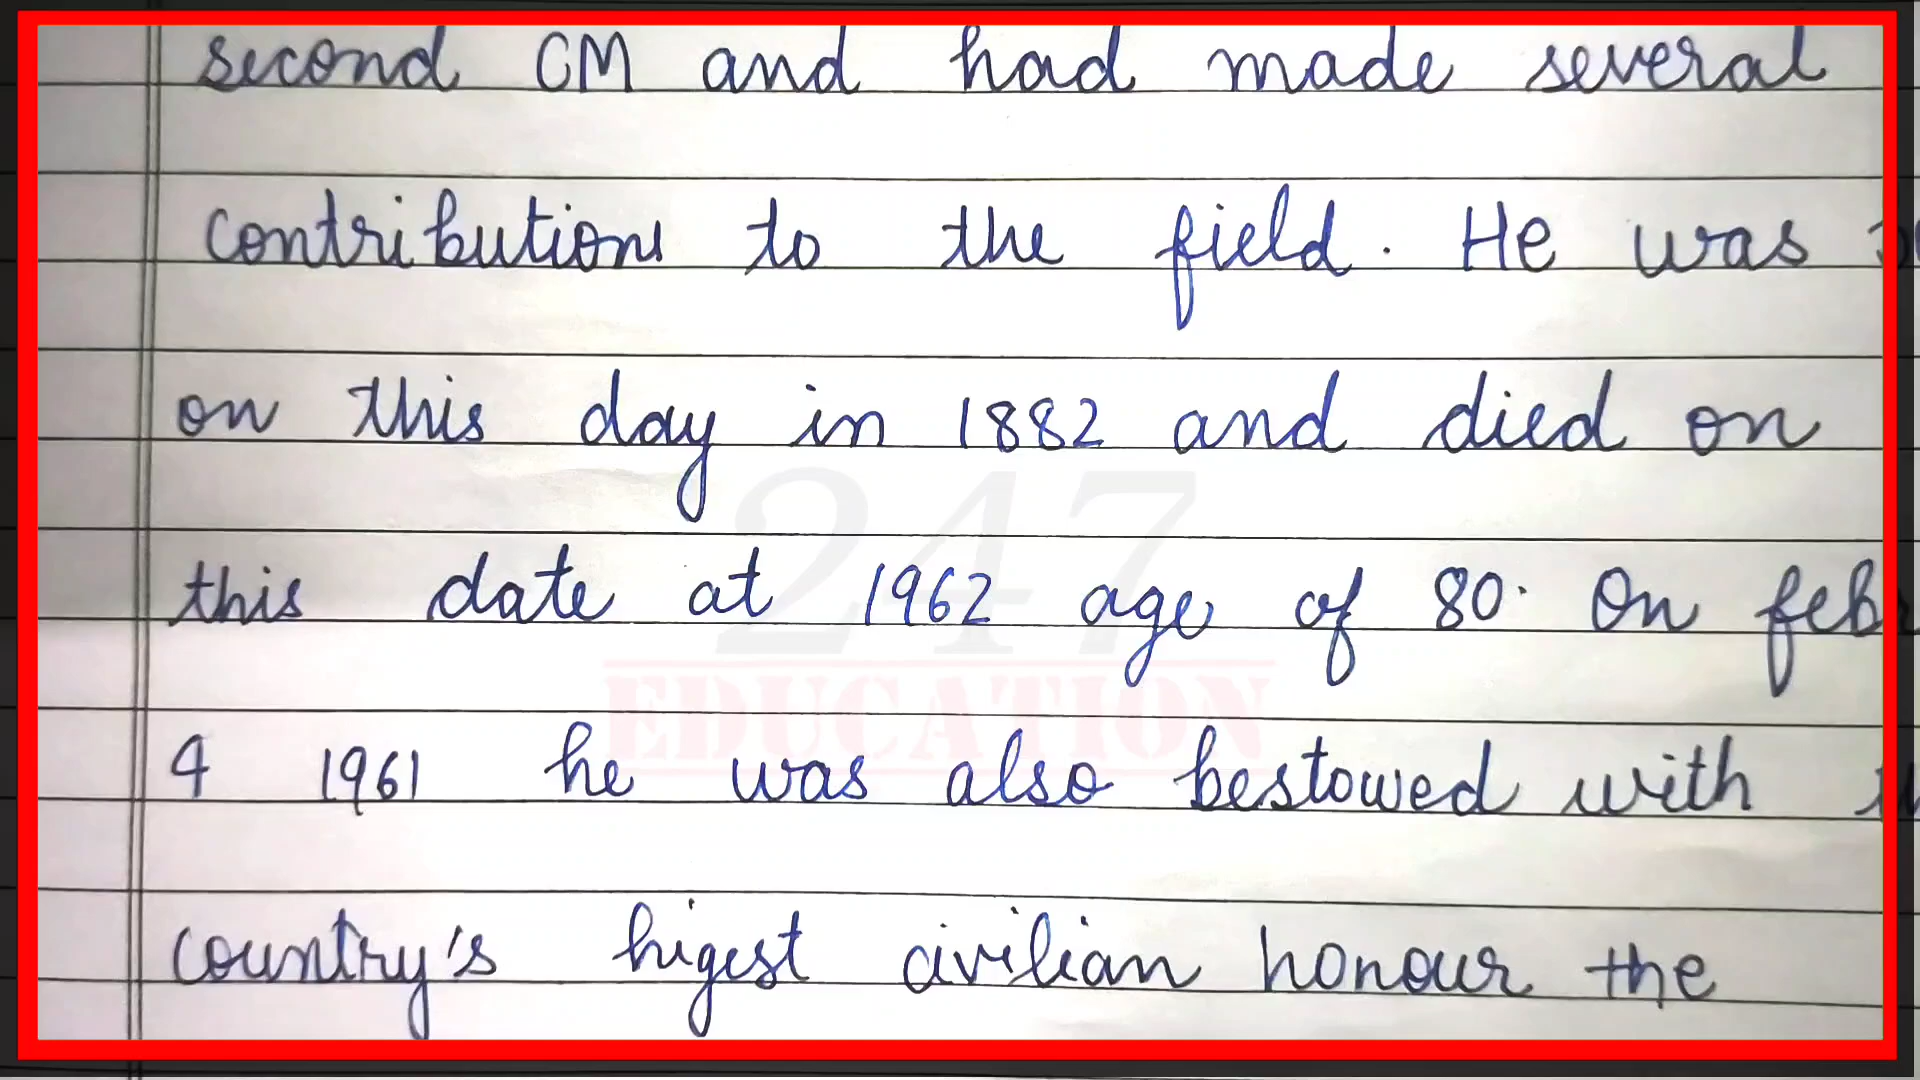 second CM and had made several
contributions to the field. He was
on this day in 1882 and died on
this date at 1962 age of 80. On feb
247
EDUCATION
4 1961 he was also bestowed with
country's higest civilian honour the